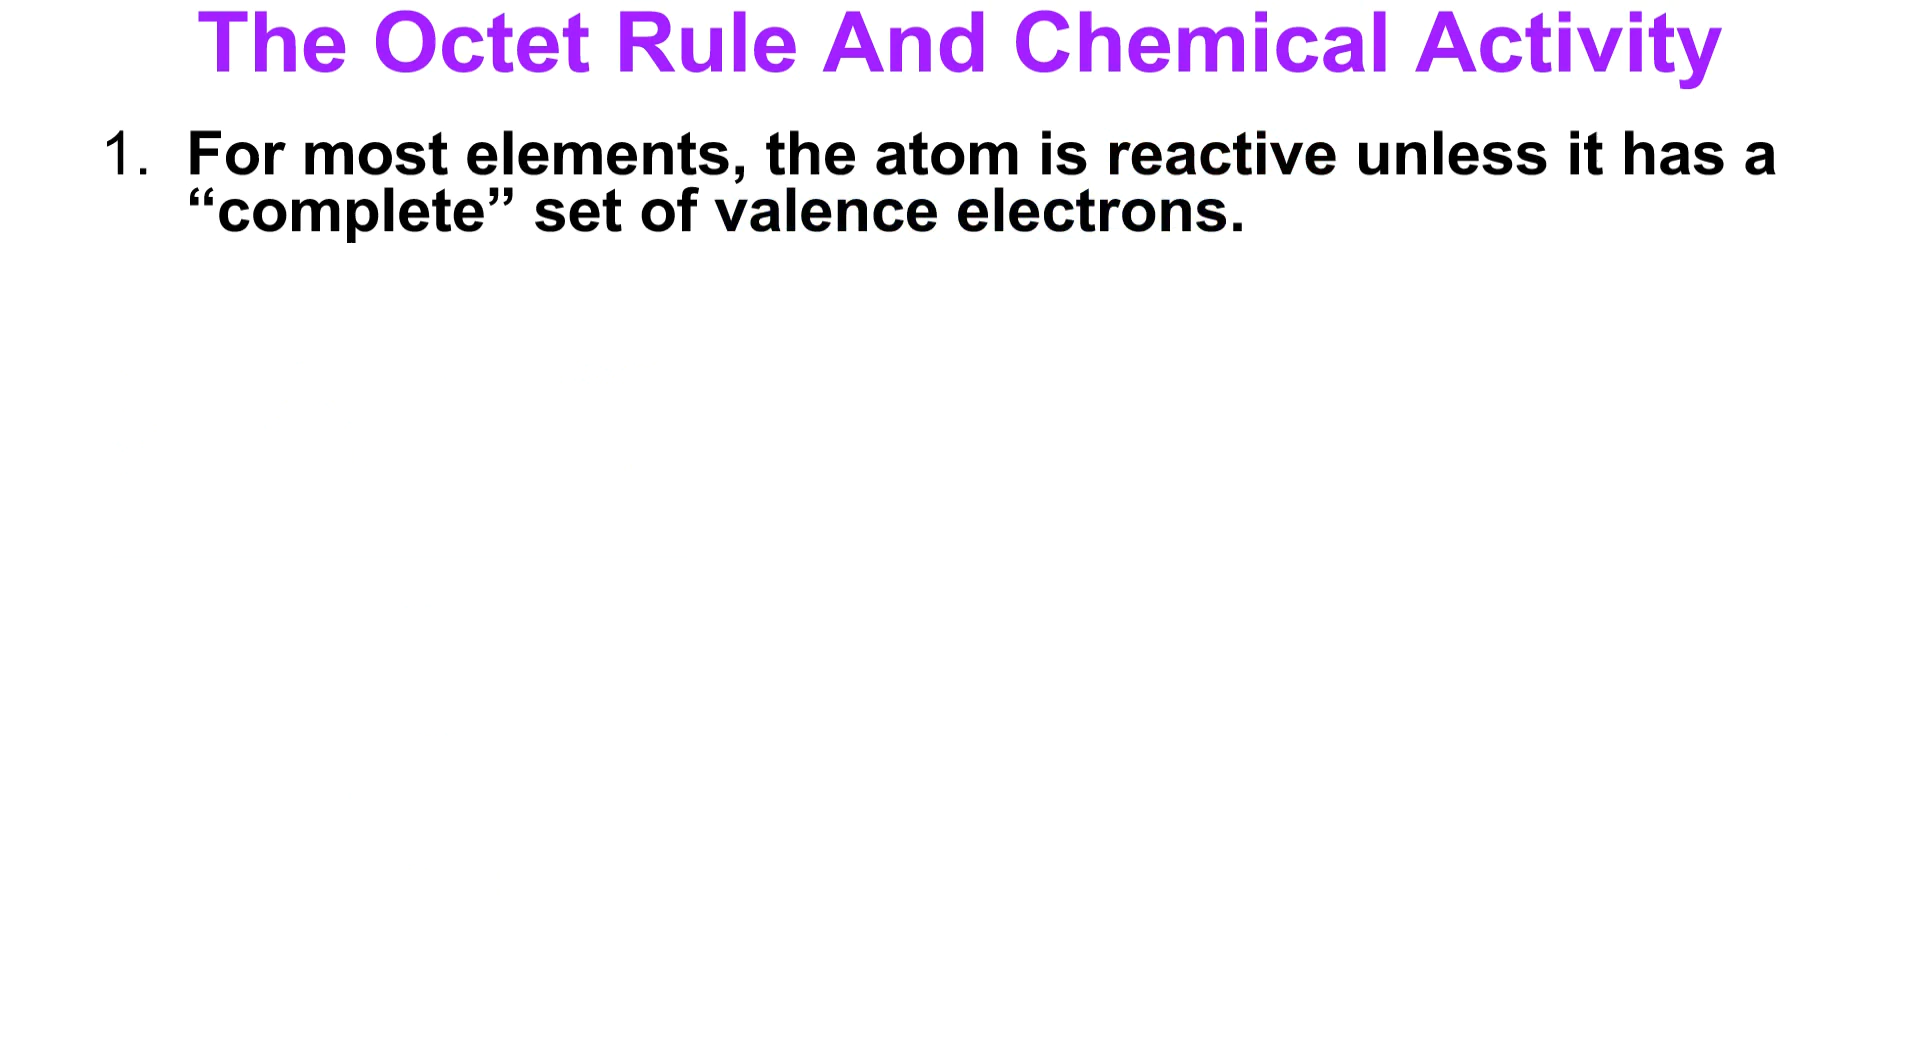 The Octet Rule And Chemical Activity
1. For most elements, the atom is reactive unless it has a
“complete” set of valence electrons.